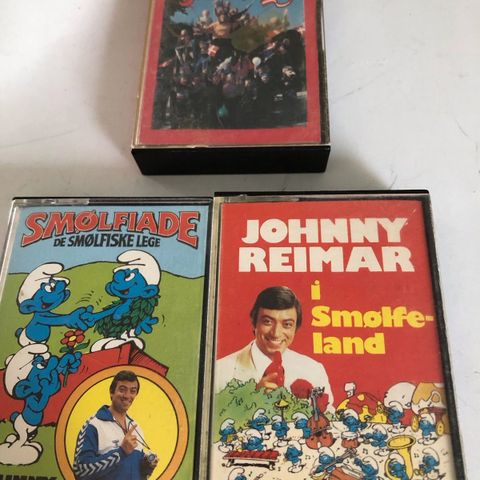 SMØLFIADE
DE SMØLFISKE LEGE
JOHNNY
REIMAR
i
Smølfe-
land